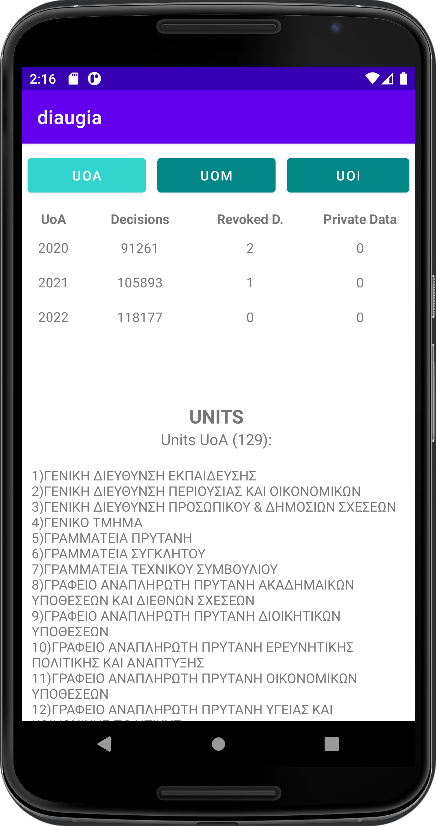 2:16
diaugia
UOA UOM UOI
UoA Decisions Revoked D. Private Data
2020 91261 2 0
2021 105893 1 0
2022 118177 0 0
UNITS
Units UoA (129):
1)ΓΕΝΙΚΗ ΔΙΕΥΘΥΝΣΗ ΕΚΠΑΙΔΕΥΣΗΣ
2)ΓΕΝΙΚΗ ΔΙΕΥΘΥΝΣΗ ΠΕΡΙΟΥΣΙΑΣ ΚΑΙ ΟΙΚΟΝΟΜΙΚΩΝ
3)ΓΕΝΙΚΗ ΔΙΕΥΘΥΝΣΗ ΠΡΟΣΩΠΙΚΟΥ & ΔΗΜΟΣΙΩΝ ΣΧΕΣΕΩΝ
4)ΓΕΝΙΚΟ ΤΜΗΜΑ
5)ΓΡΑΜΜΑΤΕΙΑ ΠΡΥΤΑΝΗ
6)ΓΡΑΜΜΑΤΕΙΑ ΣΥΓΚΛΗΤΟΥ
7)ΓΡΑΜΜΑΤΕΙΑ ΤΕΧΝΙΚΟΥ ΣΥΜΒΟΥΛΙΟΥ
8)ΓΡΑΦΕΙΟ ΑΝΑΠΛΗΡΩΤΗ ΠΡΥΤΑΝΗ ΑΚΑΔΗΜΑΙΚΩΝ
ΥΠΟΘΕΣΕΩΝ ΚΑΙ ΔΙΕΘΝΩΝ ΣΧΕΣΕΩΝ
9)ΓΡΑΦΕΙΟ ΑΝΑΠΛΗΡΩΤΗ ΠΡΥΤΑΝΗ ΔΙΟΙΚΗΤΙΚΩΝ
ΥΠΟΘΕΣΕΩΝ
10)ΓΡΑΦΕΙΟ ΑΝΑΠΛΗΡΩΤΗ ΠΡΥΤΑΝΗ ΕΡΕΥΝΗΤΙΚΗΣ
ΠΟΛΙΤΙΚΗΣ ΚΑΙ ΑΝΑΠΤΥΞΗΣ
11)ΓΡΑΦΕΙΟ ΑΝΑΠΛΗΡΩΤΗ ΠΡΥΤΑΝΗ ΟΙΚΟΝΟΜΙΚΩΝ
ΥΠΟΘΕΣΕΩΝ
12)ΓΡΑΦΕΙΟ ΑΝΑΠΛΗΡΩΤΗ ΠΡΥΤΑΝΗ ΥΓΕΙΑΣ ΚΑΙ